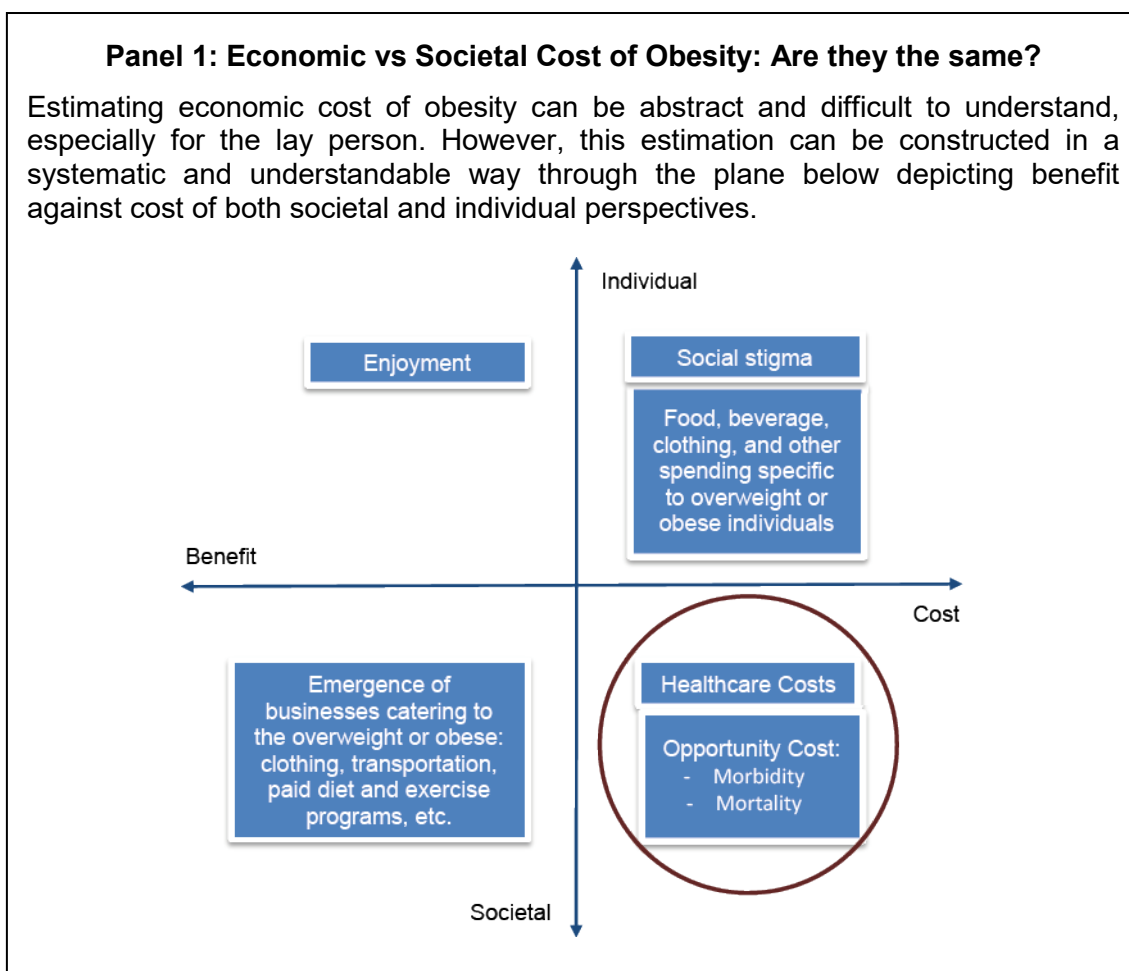 Panel 1: Economic vs Societal Cost of Obesity: Are they the same?
Estimating economic cost of obesity can be abstract and difficult to understand,
especially for the lay person. However, this estimation can be constructed in a
systematic and understandable way through the plane below depicting benefit
against cost of both societal and individual perspectives.
Individual
Enjoyment
Social stigma
Food, beverage,
clothing, and other
spending specific
to overweight or
obese individuals
Benefit
Cost
Emergence of
businesses catering to
the overweight or obese:
clothing, transportation,
paid diet and exercise
programs, etc.
Healthcare Costs
Opportunity Cost:
- Morbidity
- Mortality
Societal